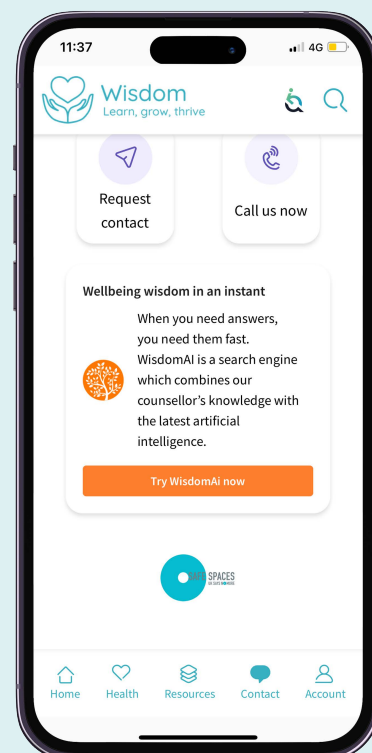 11:37
4G
Wisdom
Learn, grow, thrive
Request
contact
Call us now
Wellbeing wisdom in an instant
When you need answers,
you need them fast.
WisdomAI is a search engine
which combines our
counsellor's knowledge with
the latest artificial
intelligence.
Try WisdomAi now
SPACES
Home
Health
Resources
Contact
Account